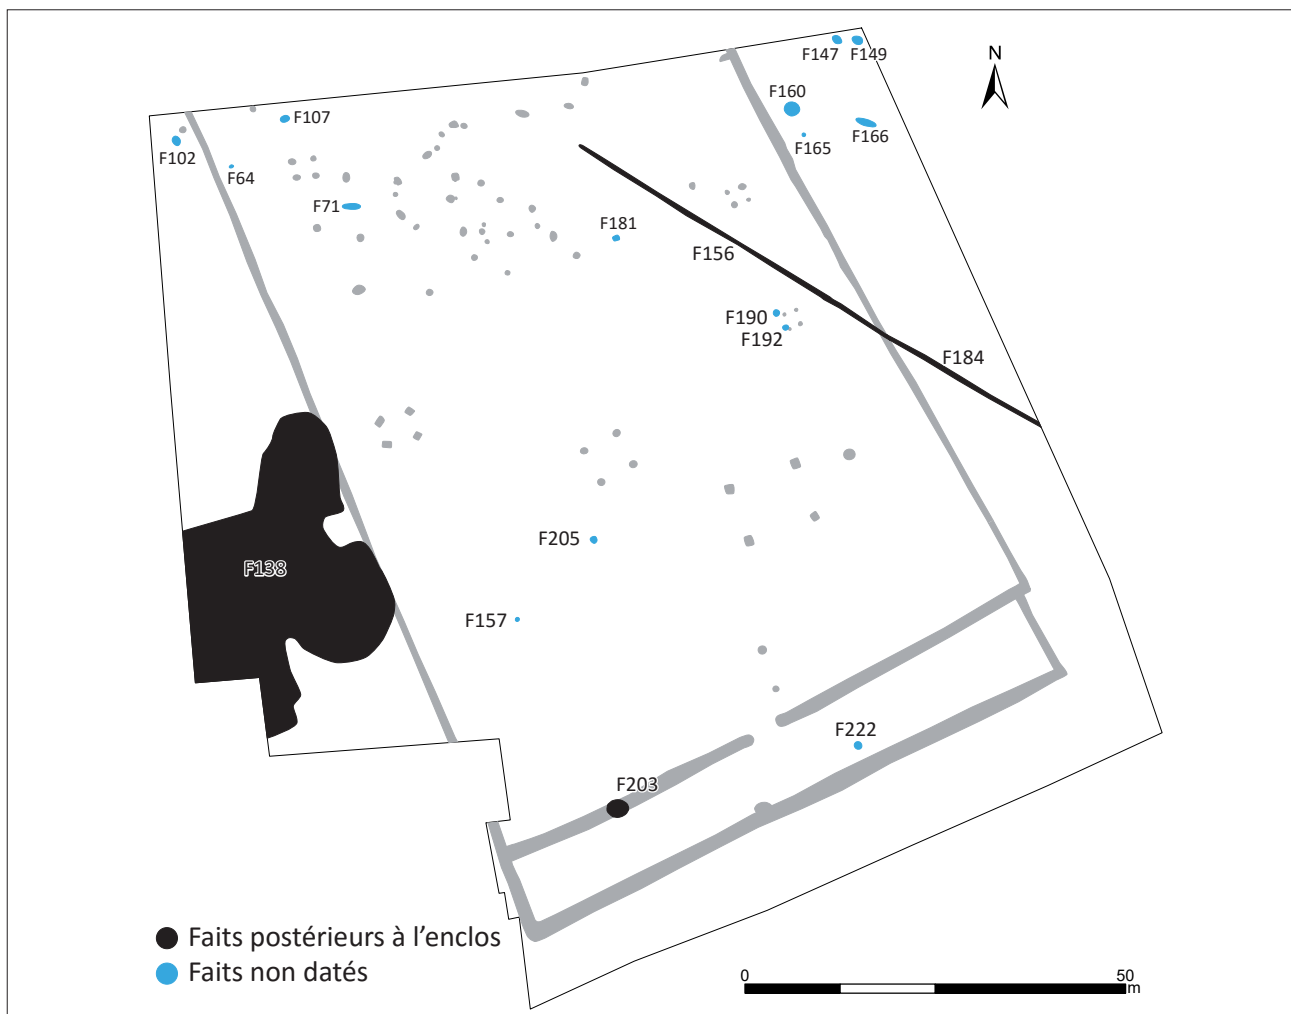 F147
F149
N
F160
F107
F166
F165
F102
F64
F71
F181
F156
F190
F192
F184
F205
F138
F157
F222
F203
Faits postérieurs à l'enclos
Faits non datés
0
50
m